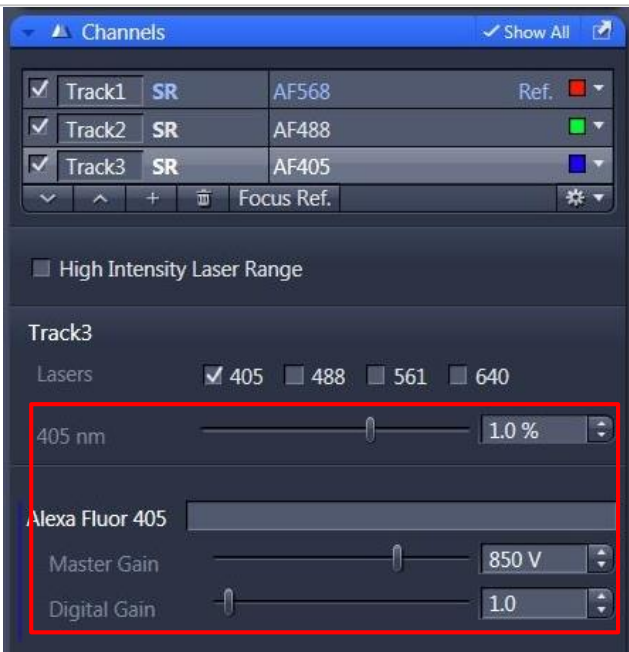 Channels Show All
Track1 SR AF568 Ref.
Track2 SR AF488
Track3 SR AF405
+ Focus Ref.
High Intensity Laser Range
Track3
Lasers 405 488 561 640
405 nm 1.0 %
Alexa Fluor 405
Master Gain 850 V
Digital Gain 1.0